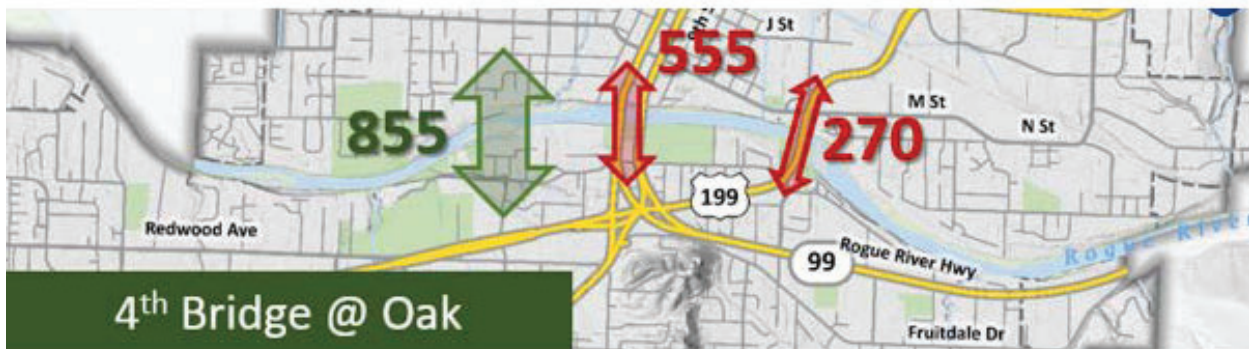 J St
555
855
M St
N St
270
199
Redwood Ave
Rogue River Hwy
99
Rogue River
4th Bridge @ Oak
Fruitdale Dr